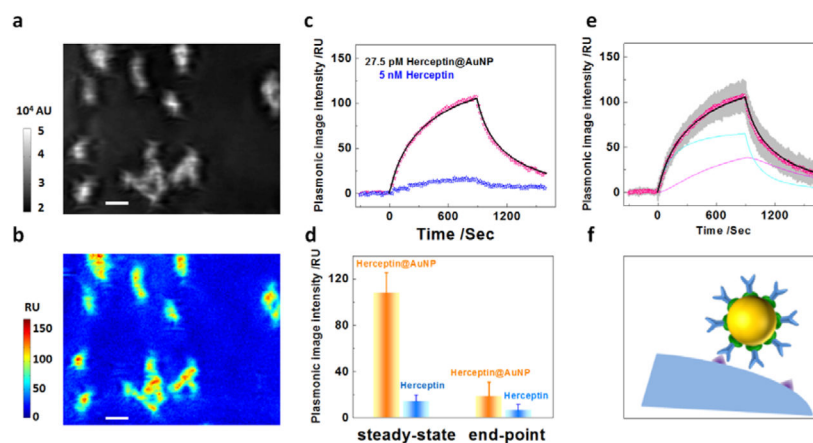 a
10⁴ AU
5
4
3
2
b
RU
150
100
50
0
c
Plasmonic image intensity /RU
150
100
50
0
27.5 pM Herceptin@AuNP
5 nM Herceptin
0 600 1200
Time /Sec
d
Plasmonic image intensity /RU
120
80
40
0
Herceptin@AuNP
Herceptin
Herceptin@AuNP
Herceptin
steady-state end-point
e
Plasmonic image intensity /RU
150
100
50
0
0 600 1200
Time /Sec
f